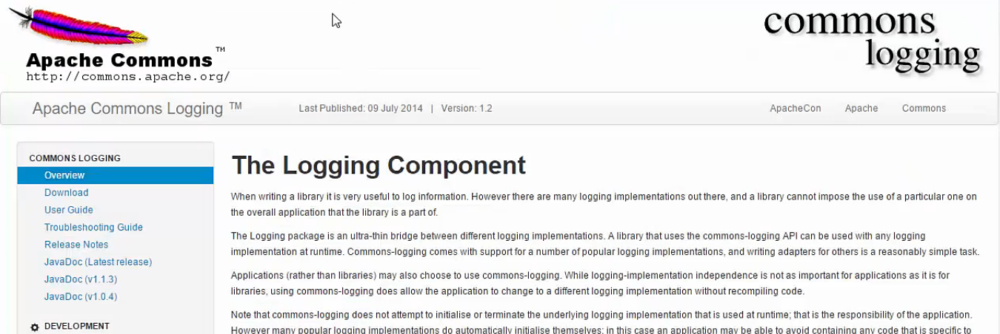 Apache Commons™
http://commons.apache.org/
commons
logging
Apache Commons Logging ™
Last Published: 09 July 2014 | Version: 1.2
ApacheCon Apache Commons
COMMONS LOGGING
Overview
Download
User Guide
Troubleshooting Guide
Release Notes
JavaDoc (Latest release)
JavaDoc (v1.1.3)
JavaDoc (v1.0.4)
DEVELOPMENT
The Logging Component
When writing a library it is very useful to log information. However there are many logging implementations out there, and a library cannot impose the use of a particular one on
the overall application that the library is a part of.
The Logging package is an ultra-thin bridge between different logging implementations. A library that uses the commons-logging API can be used with any logging
implementation at runtime. Commons-logging comes with support for a number of popular logging implementations, and writing adapters for others is a reasonably simple task.
Applications (rather than libraries) may also choose to use commons-logging. While logging-implementation independence is not as important for applications as it is for
libraries, using commons-logging does allow the application to change to a different logging implementation without recompiling code.
Note that commons-logging does not attempt to initialise or terminate the underlying logging implementation that is used at runtime; that is the responsibility of the application.
However many popular logging implementations do automatically initialise themselves; in this case an application may be able to avoid containing any code that is specific to